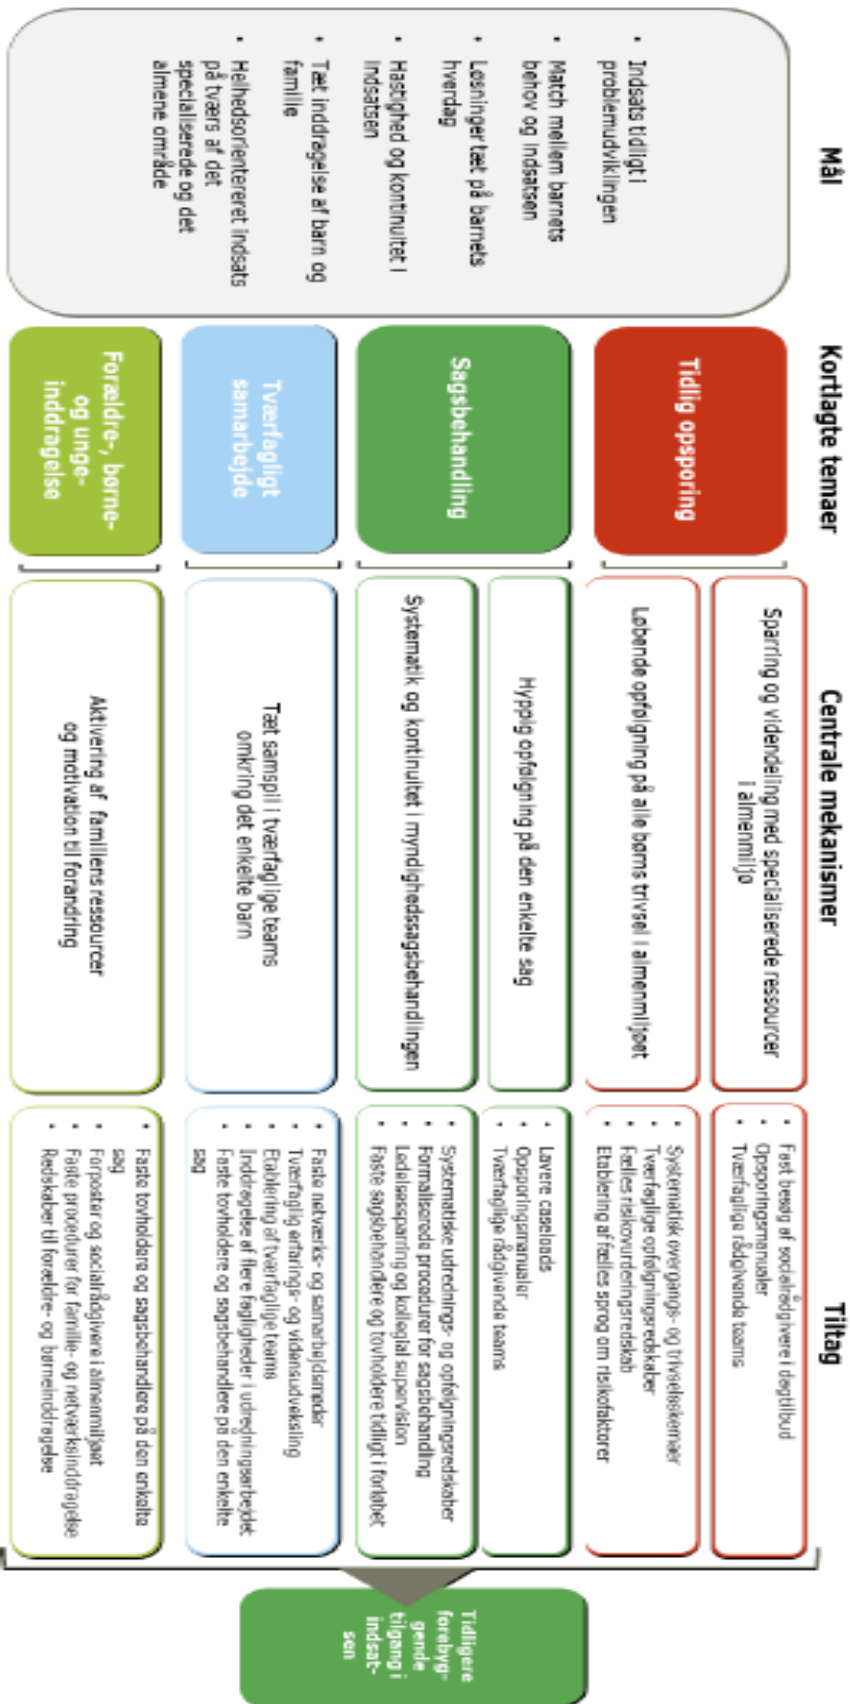 Mål
Kortlagte temaer
Centrale mekanismer
Tiltag
• Indsats tidligt i
problemudviklingen
• Match mellem barnets
behov og indsatsen
• Løsninger tæt på barnets
hverdag
• Hastighed og kontinuitet i
indsatsen
• Tæt inddragelse af barn og
familie
• Helhedsorienteret indsats
på tværs af det
specialiserede og det
almene område
Tidlig opsporing
Sparring og videndeling med specialiserede ressourcer
i almenmiljø
• Fast besøg af socialrådgivere i dagtilbud
• Opsporingsmanualer
• Tværfaglige rådgivende teams
Løbende opfølgning på alle børns trivsel i almenmiljøet
• Systematisk overgangs- og trivselsskemaer
• Tværfaglige opfølgningsredskaber
• Fælles risikovurderingsredskab
• Etablering af fælles sprog om risikofaktorer
Sagsbehandling
Hyppig opfølgning på den enkelte sag
• Lavere caseloads
• Opsporingsmanualer
• Tværfaglige rådgivende teams
Systematik og kontinuitet i myndighedssagsbehandlingen
• Systematiske udrednings- og opfølgningsredskaber
• Formaliserede procedurer for sagsbehandling
• Ledelsessparring og kollegial supervision
• Faste sagsbehandlere og tovholdere tidligt i forløbet
Tværfagligt
samarbejde
Tæt samspil i tværfaglige teams
omkring det enkelte barn
• Faste netværks- og samarbejdsmøder
• Tværfaglig erfarings- og vidensudveksling
• Etablering af tværfaglige teams
• Inddragelse af flere fagligheder i udredningsarbejdet
• Faste tovholdere og sagsbehandlere på den enkelte
sag
Forældre-, børne-
og unge-
inddragelse
Aktivering af familiens ressourcer
og motivation til forandring
• Faste tovholdere og sagsbehandlere på den enkelte
sag
• Forposter og socialrådgivere i almenmiljøet
• Faste procedurer for familie- og netværksinddragelse
• Redskaber til forældre- og børneinddragelse
Tidligere
forebyg-
gende
tilgang i
indsat-
sen